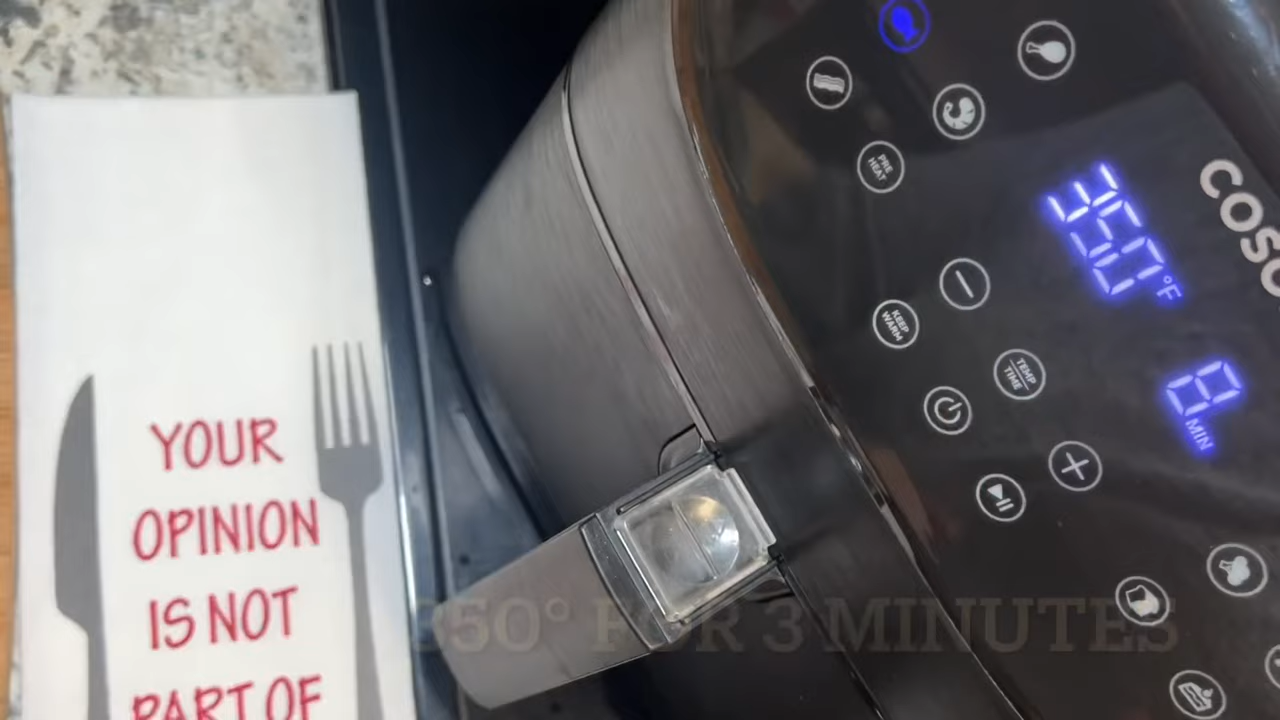 YOUR
OPINION
IS NOT
PART OF
PRE
HEAT
350°F
COSO
KEEP
WARM
TEMP
TIME
MIN
350° FOR 3 MINUTES